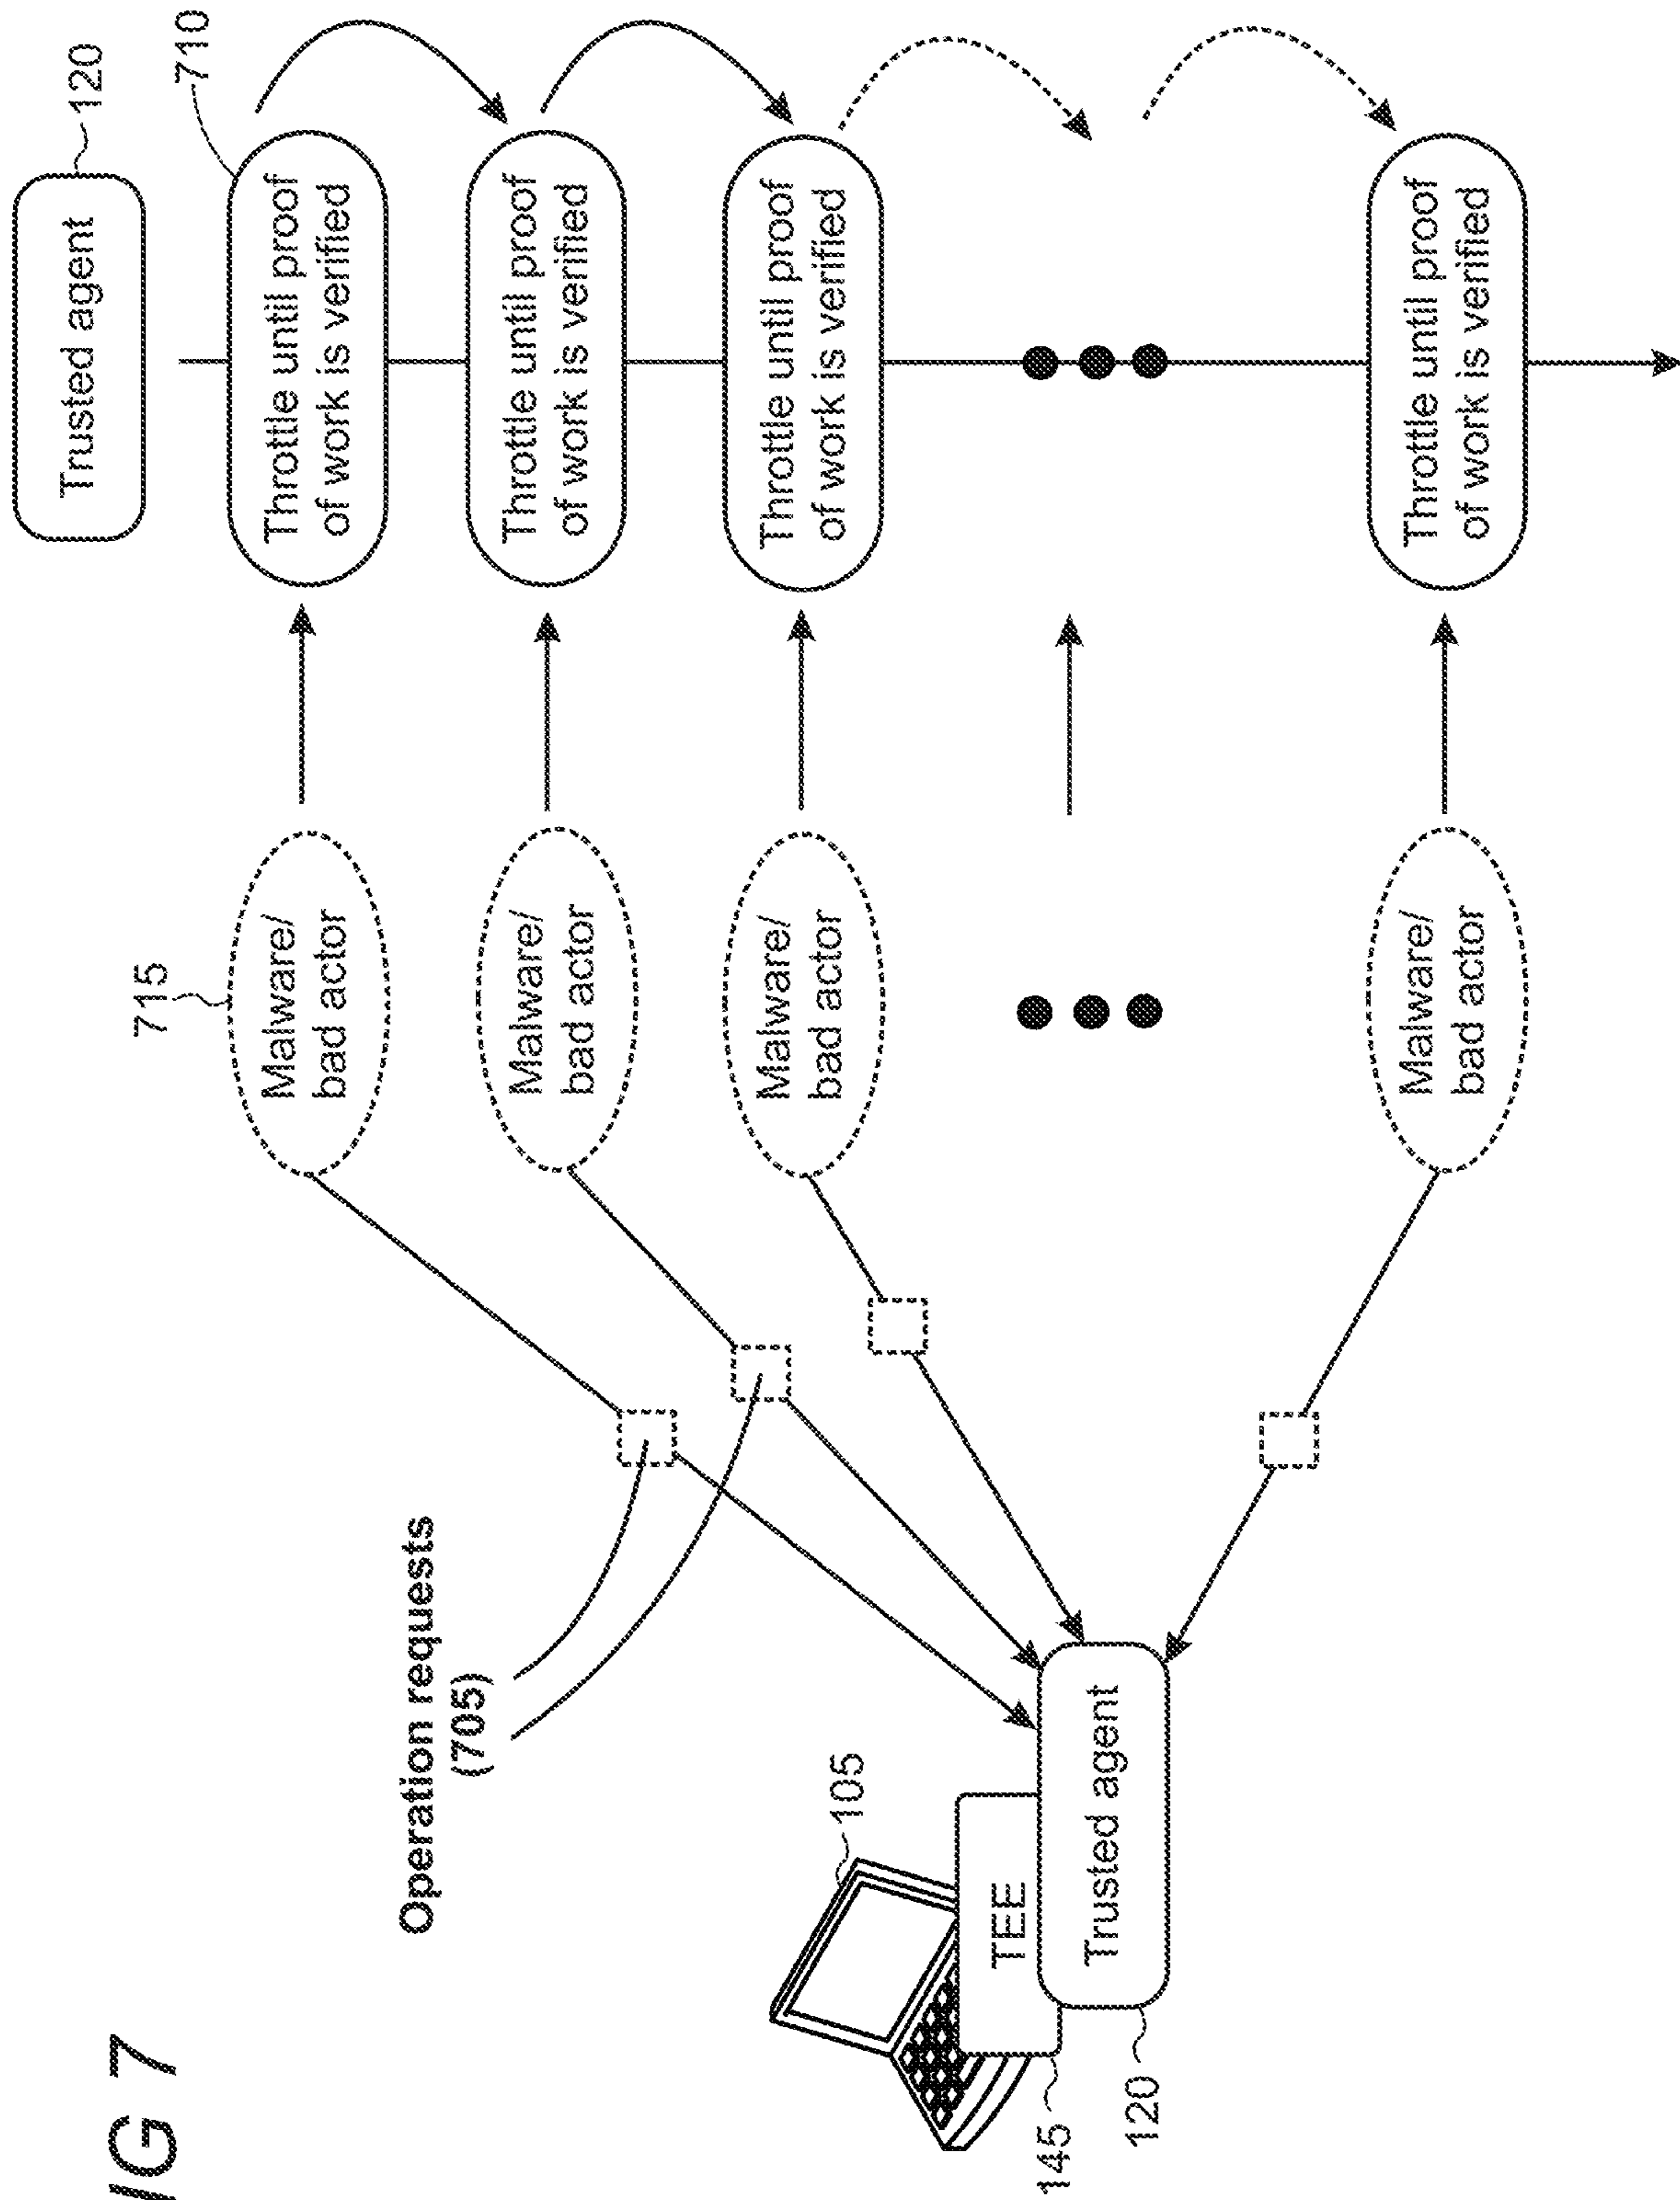 IG 7
Operation requests
(705)
105
TEE
Trusted agent
145
120
715
Malware/
bad actor
Malware/
bad actor
Malware/
bad actor
Malware/
bad actor
Trusted agent
120
710
Throttle until proof
of work is verified
Throttle until proof
of work is verified
Throttle until proof
of work is verified
Throttle until proof
of work is verified